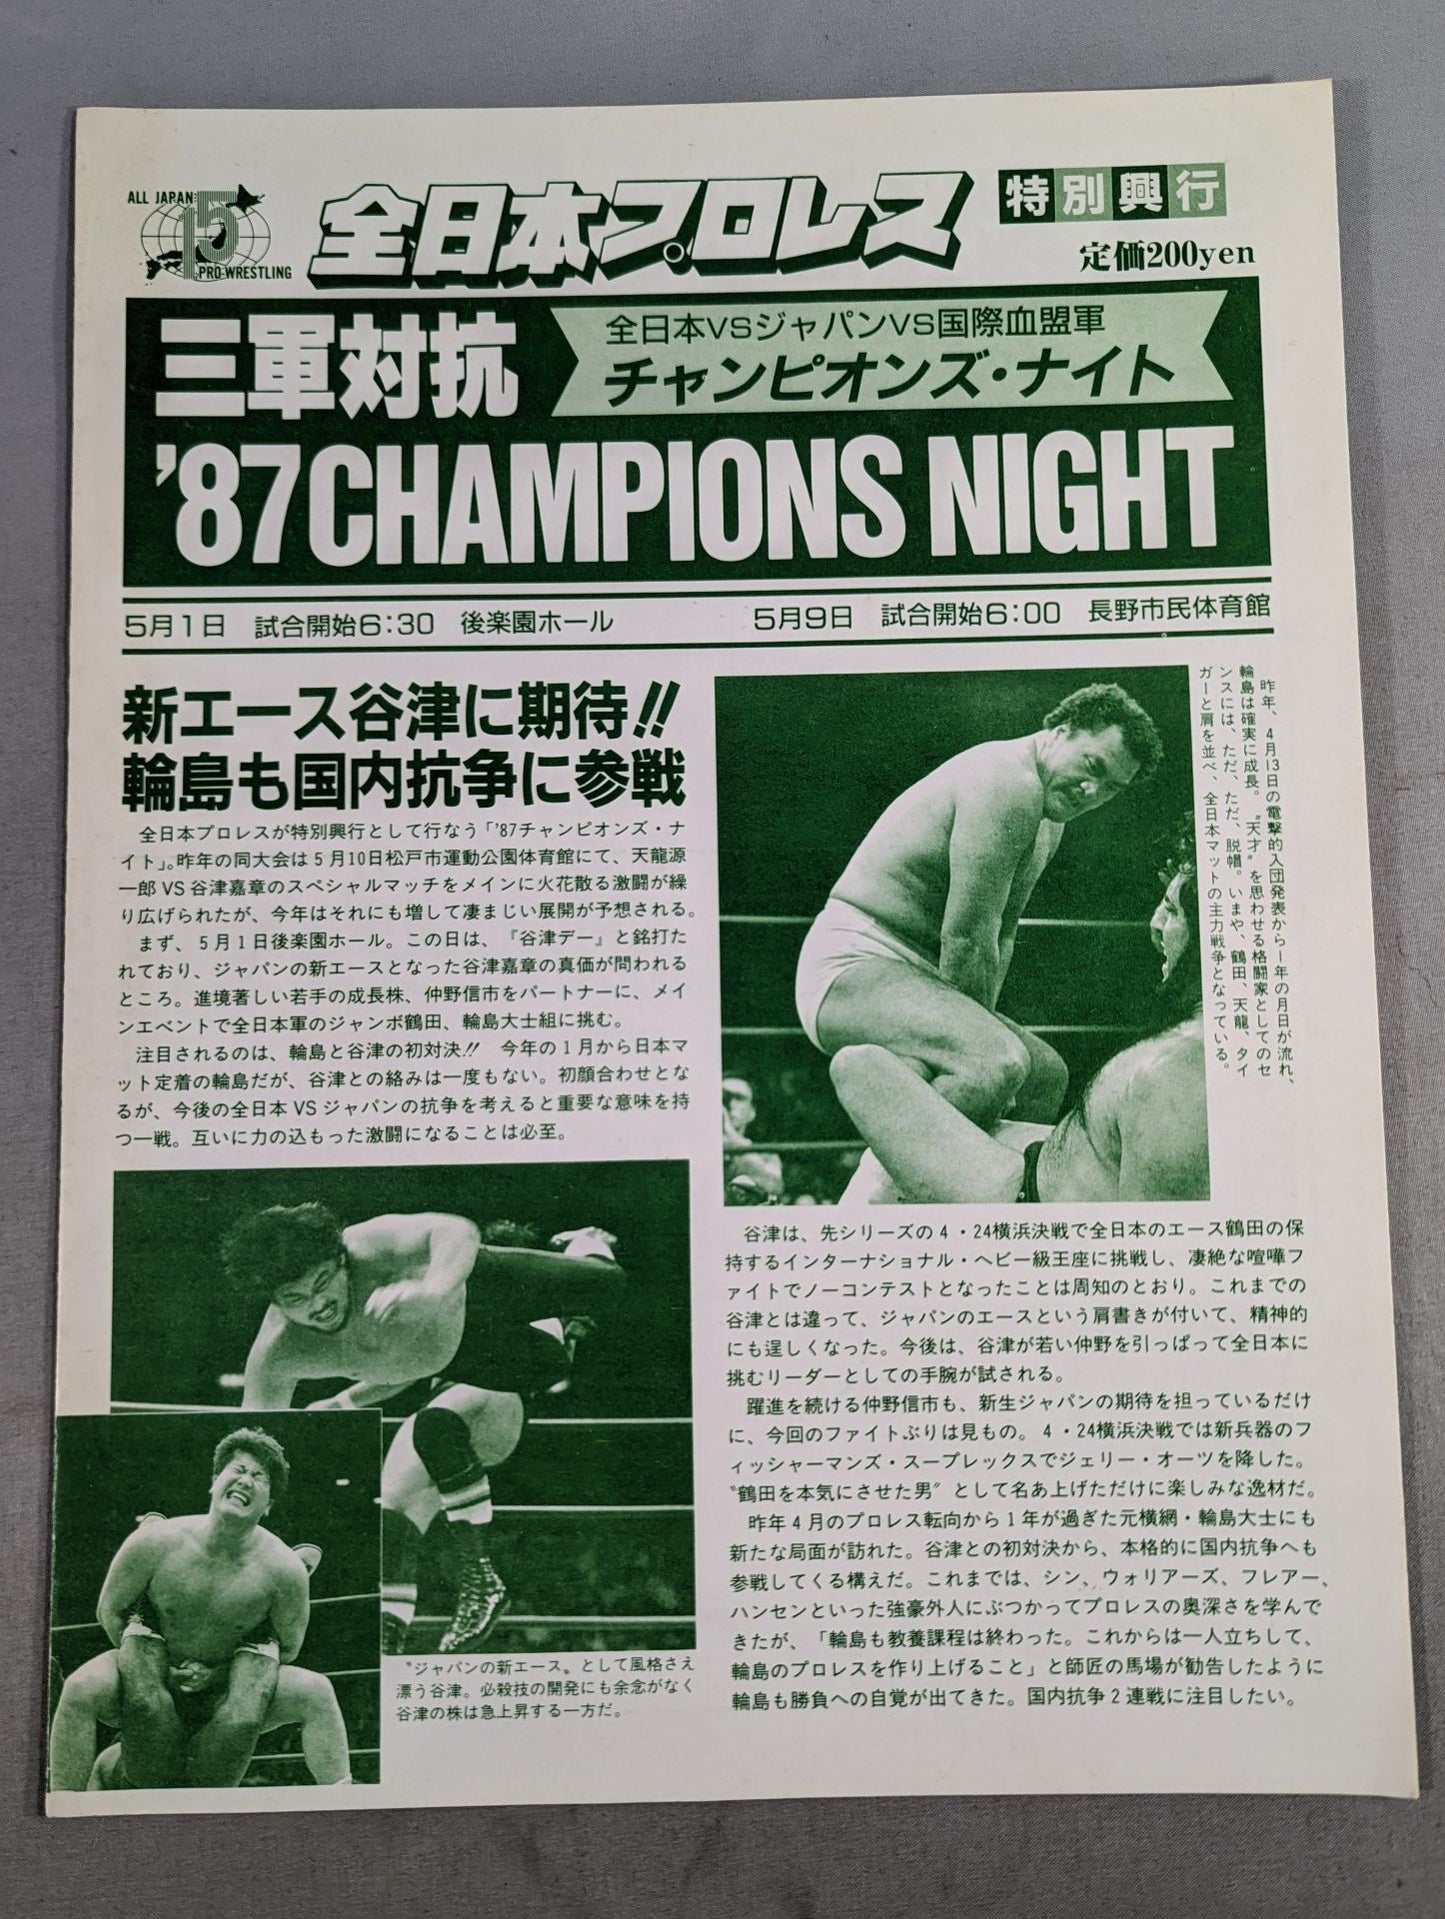 ALL JAPAN
15
PRO-WRESTLING
全日本プロレス
特別興行
定価200yen
三軍対抗
全日本VSジャパンVS国際血盟軍
チャンピオンズ・ナイト
'87CHAMPIONS NIGHT
5月1日 試合開始6:30 後楽園ホール
5月9日 試合開始6:00 長野市民体育館
新エース谷津に期待!!
輪島も国内抗争に参戦
全日本プロレスが特別興行として行なう「'87チャンピオンズ・ナ
イト」。昨年の同大会は5月10日松戸市運動公園体育館にて、天龍源
一郎VS谷津嘉章のスペシャルマッチをメインに火花散る激闘が繰
り広げられたが、今年はそれにも増して凄まじい展開が予想される。
まず、5月1日後楽園ホール。この日は、『谷津デー』と銘打た
れており、ジャパンの新エースとなった谷津嘉章の真価が問われる
ところ。進境著しい若手の成長株、仲野信市をパートナーに、メイ
ンエベントで全日本軍のジャンボ鶴田、輪島大士組に挑む。
注目されるのは、輪島と谷津の初対決!! 今年の1月から日本マ
ット定着の輪島だが、谷津との絡みは一度もない。初顔合わせとな
るが、今後の全日本VSジャパンの抗争を考えると重要な意味を持
つ一戦。互いに力の込もった激闘になることは必至。
昨年、4月13日の電撃的入団発表から1年の月日が流れ、
輪島は確実に成長。〝天才〟を思わせる格闘家としてのセ
ンスには、ただ、ただ、脱帽。いまや、鶴田、天龍、タイ
ガーと肩を並べ、全日本マットの主力戦争となっている。
〝ジャパンの新エース〟として風格さえ
漂う谷津。必殺技の開発にも余念がなく
谷津の株は急上昇する一方だ。
谷津は、先シリーズの4・24横浜決戦で全日本のエース鶴田の保
持するインターナショナル・ヘビー級王座に挑戦し、凄絶な喧嘩フ
ァイトでノーコンテストとなったことは周知のとおり。これまでの
谷津とは違って、ジャパンのエースという肩書きが付いて、精神的
にも逞しくなった。今後は、谷津が若い仲野を引っぱって全日本に
挑むリーダーとしての手腕が試される。
躍進を続ける仲野信市も、新生ジャパンの期待を担っているだけ
に、今回のファイトぶりは見もの。4・24横浜決戦では新兵器のフ
ィッシャーマンズ・スープレックスでジェリー・オーツを降した。
〝鶴田を本気にさせた男〟として名あ上げただけに楽しみな逸材だ。
昨年4月のプロレス転向から1年が過ぎた元横網・輪島大士にも
新たな局面が訪れた。谷津との初対決から、本格的に国内抗争へも
参戦してくる構えだ。これまでは、シン、ウォリアーズ、フレアー、
ハンセンといった強豪外人にぶつかってプロレスの奥深さを学んで
きたが、「輪島も教養課程は終わった。これからは一人立ちして、
輪島のプロレスを作り上げること」と師匠の馬場が勧告したように
輪島も勝負への自覚が出てきた。国内抗争2連戦に注目したい。